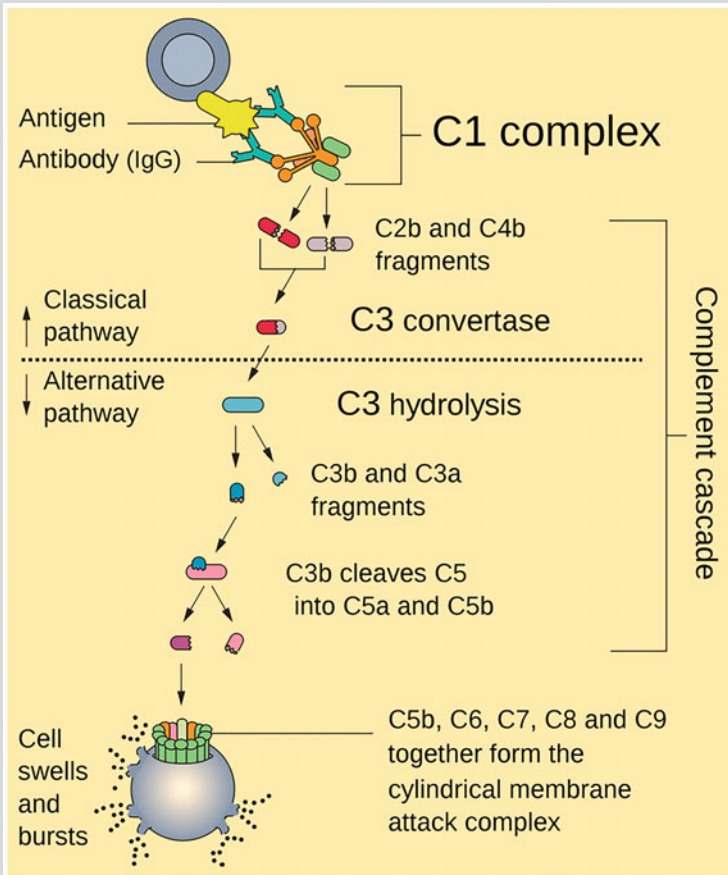 Antigen
Antibody (IgG)
C1 complex
C2b and C4b
fragments
Classical
pathway
C3 convertase
Alternative
pathway
C3 hydrolysis
C3b and C3a
fragments
Complement cascade
C3b cleaves C5
into C5a and C5b
Cell
swells
and
bursts
C5b, C6, C7, C8 and C9
together form the
cylindrical membrane
attack complex